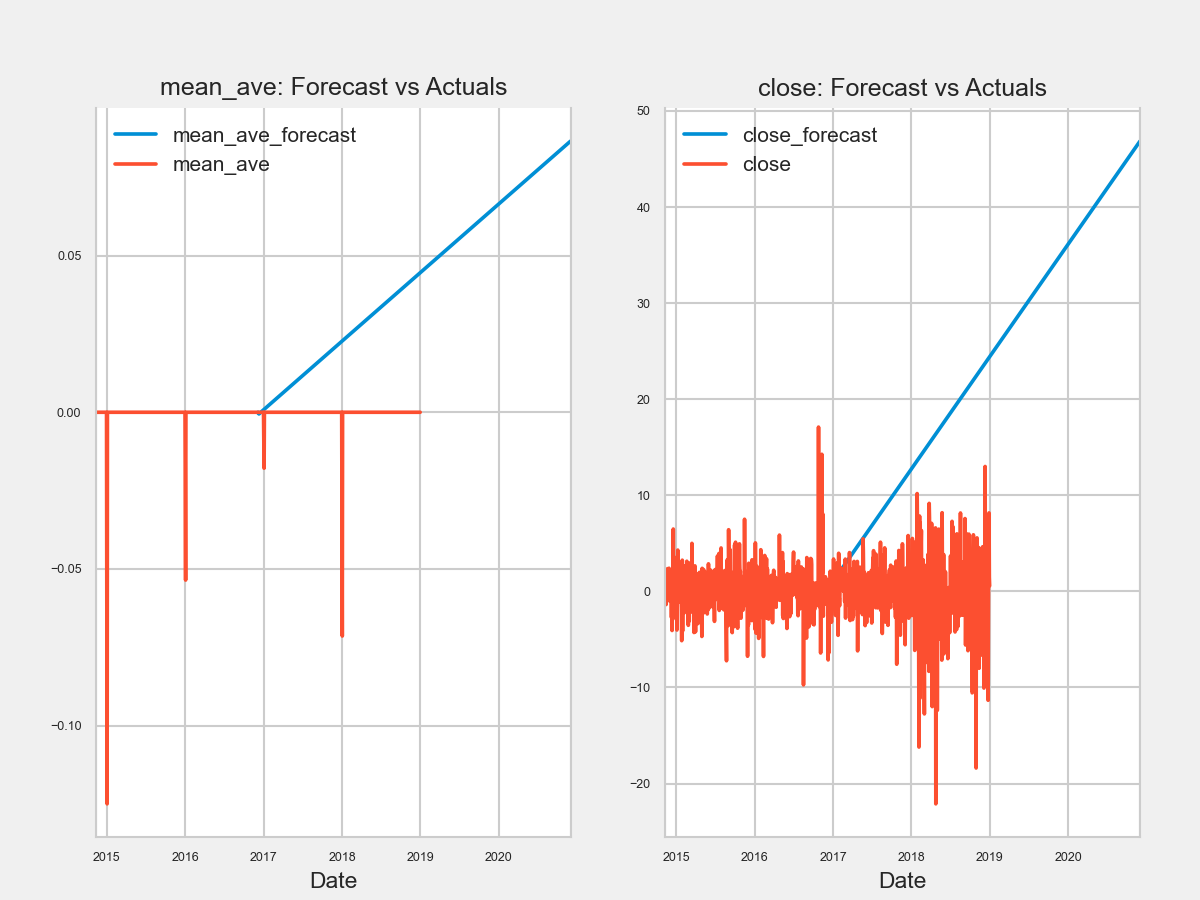 mean_ave: Forecast vs Actuals
mean_ave_forecast
mean_ave
0.05
0.00
−0.05
−0.10
2015 2016 2017 2018 2019 2020
Date
close: Forecast vs Actuals
close_forecast
close
50
40
30
20
10
0
−10
−20
2015 2016 2017 2018 2019 2020
Date